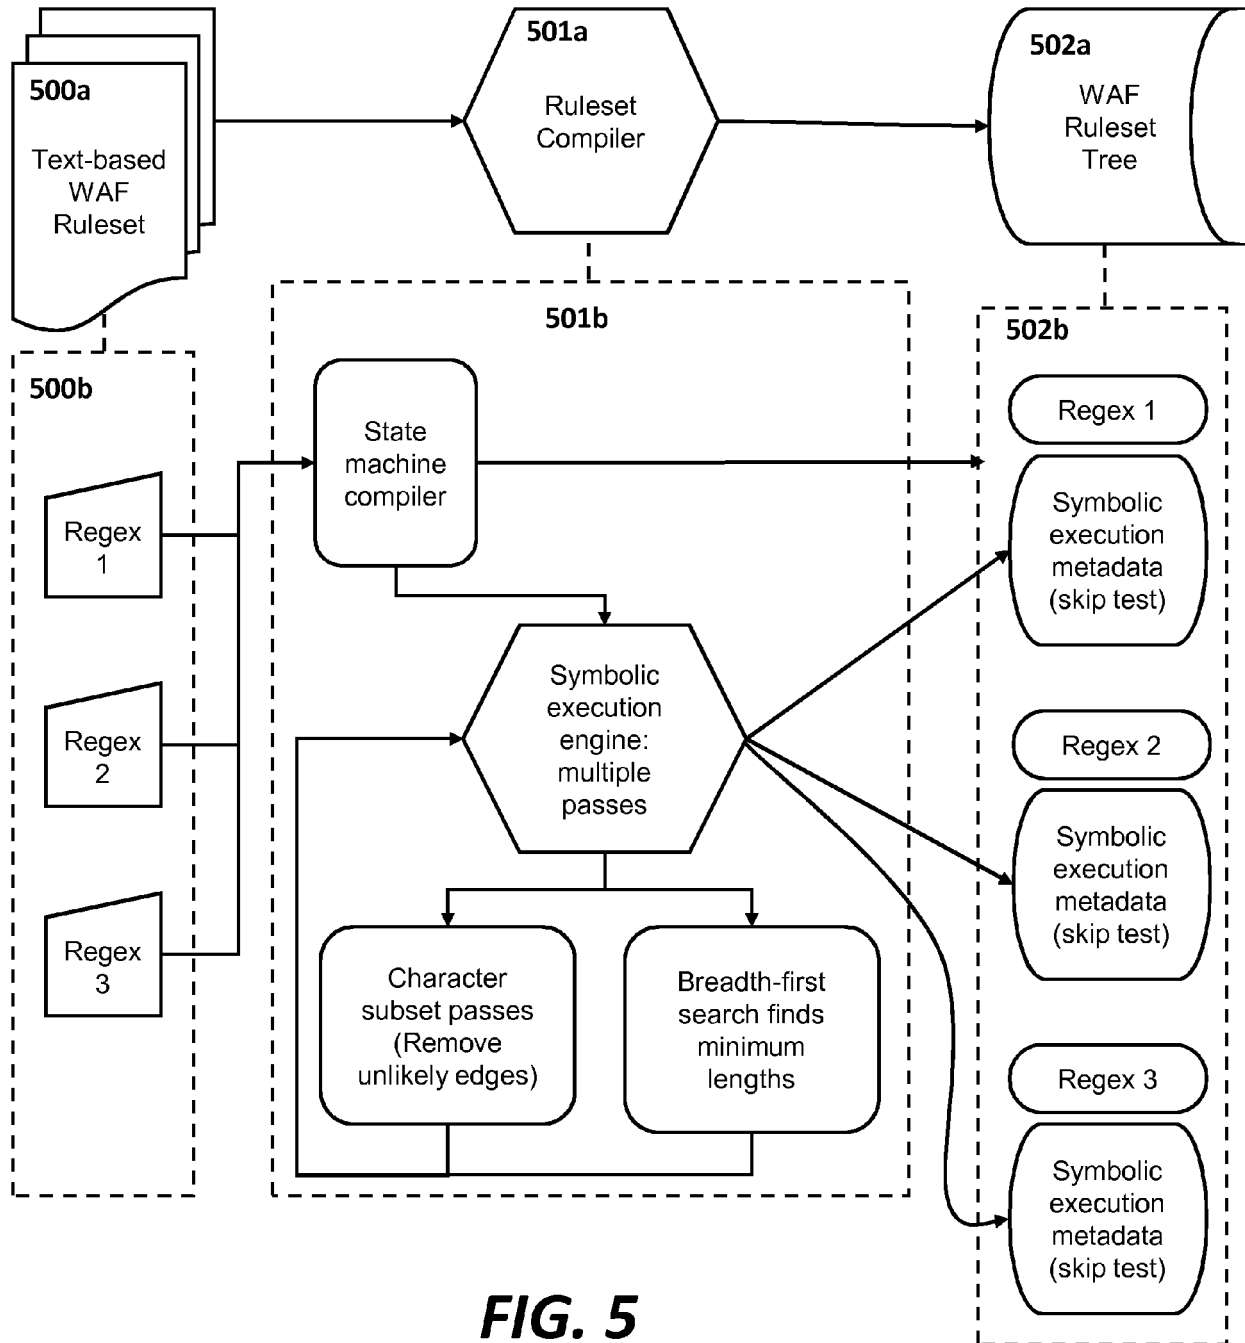 500a
Text-based
WAF
Ruleset
501a
Ruleset
Compiler
502a
WAF
Ruleset
Tree
500b
Regex
1
Regex
2
Regex
3
501b
State
machine
compiler
Symbolic
execution
engine:
multiple
passes
Character
subset passes
(Remove
unlikely edges)
Breadth-first
search finds
minimum
lengths
502b
Regex 1
Symbolic
execution
metadata
(skip test)
Regex 2
Symbolic
execution
metadata
(skip test)
Regex 3
Symbolic
execution
metadata
(skip test)
FIG. 5